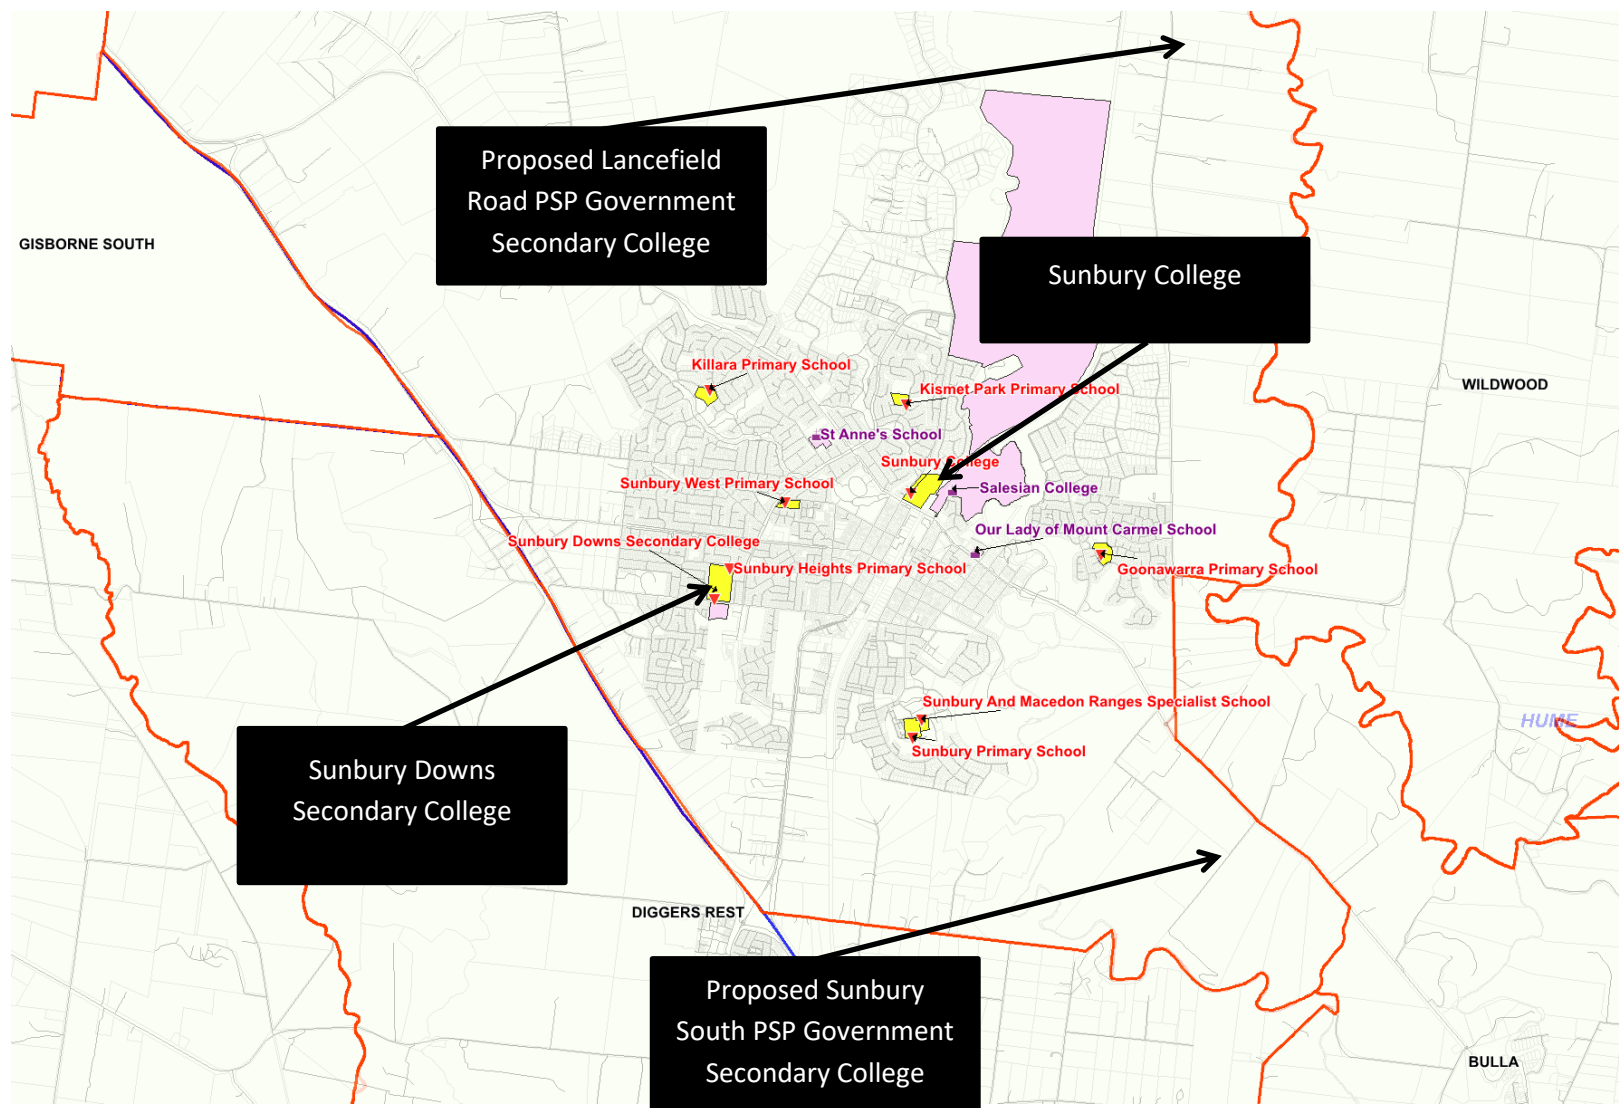 Proposed Lancefield
Road PSP Government
Secondary College
GISBORNE SOUTH
Sunbury College
Killara Primary School
Kismet Park Primary School
WILDWOOD
St Anne's School
Sunbury College
Sunbury West Primary School
Salesian College
Our Lady of Mount Carmel School
Sunbury Downs Secondary College
Sunbury Heights Primary School
Goonawarra Primary School
Sunbury And Macedon Ranges Specialist School
HUME
Sunbury Primary School
Sunbury Downs
Secondary College
DIGGERS REST
Proposed Sunbury
South PSP Government
Secondary College
BULLA